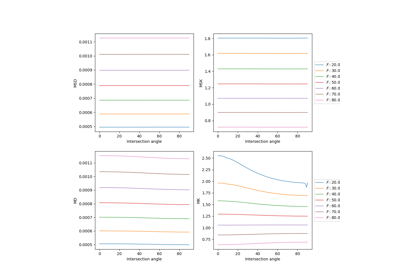 MSD
0.0011
0.0010
0.0009
0.0008
0.0007
0.0006
0.0005
0 20 40 60 80
Intersection angle
MSK
1.8
1.6
1.4
1.2
1.0
0.8
0 20 40 60 80
Intersection angle
F: 20.0
F: 30.0
F: 40.0
F: 50.0
F: 60.0
F: 70.0
F: 80.0
MD
0.0011
0.0010
0.0009
0.0008
0.0007
0.0006
0.0005
0 20 40 60 80
Intersection angle
MK
2.50
2.25
2.00
1.75
1.50
1.25
1.00
0.75
0 20 40 60 80
Intersection angle
F: 20.0
F: 30.0
F: 40.0
F: 50.0
F: 60.0
F: 70.0
F: 80.0